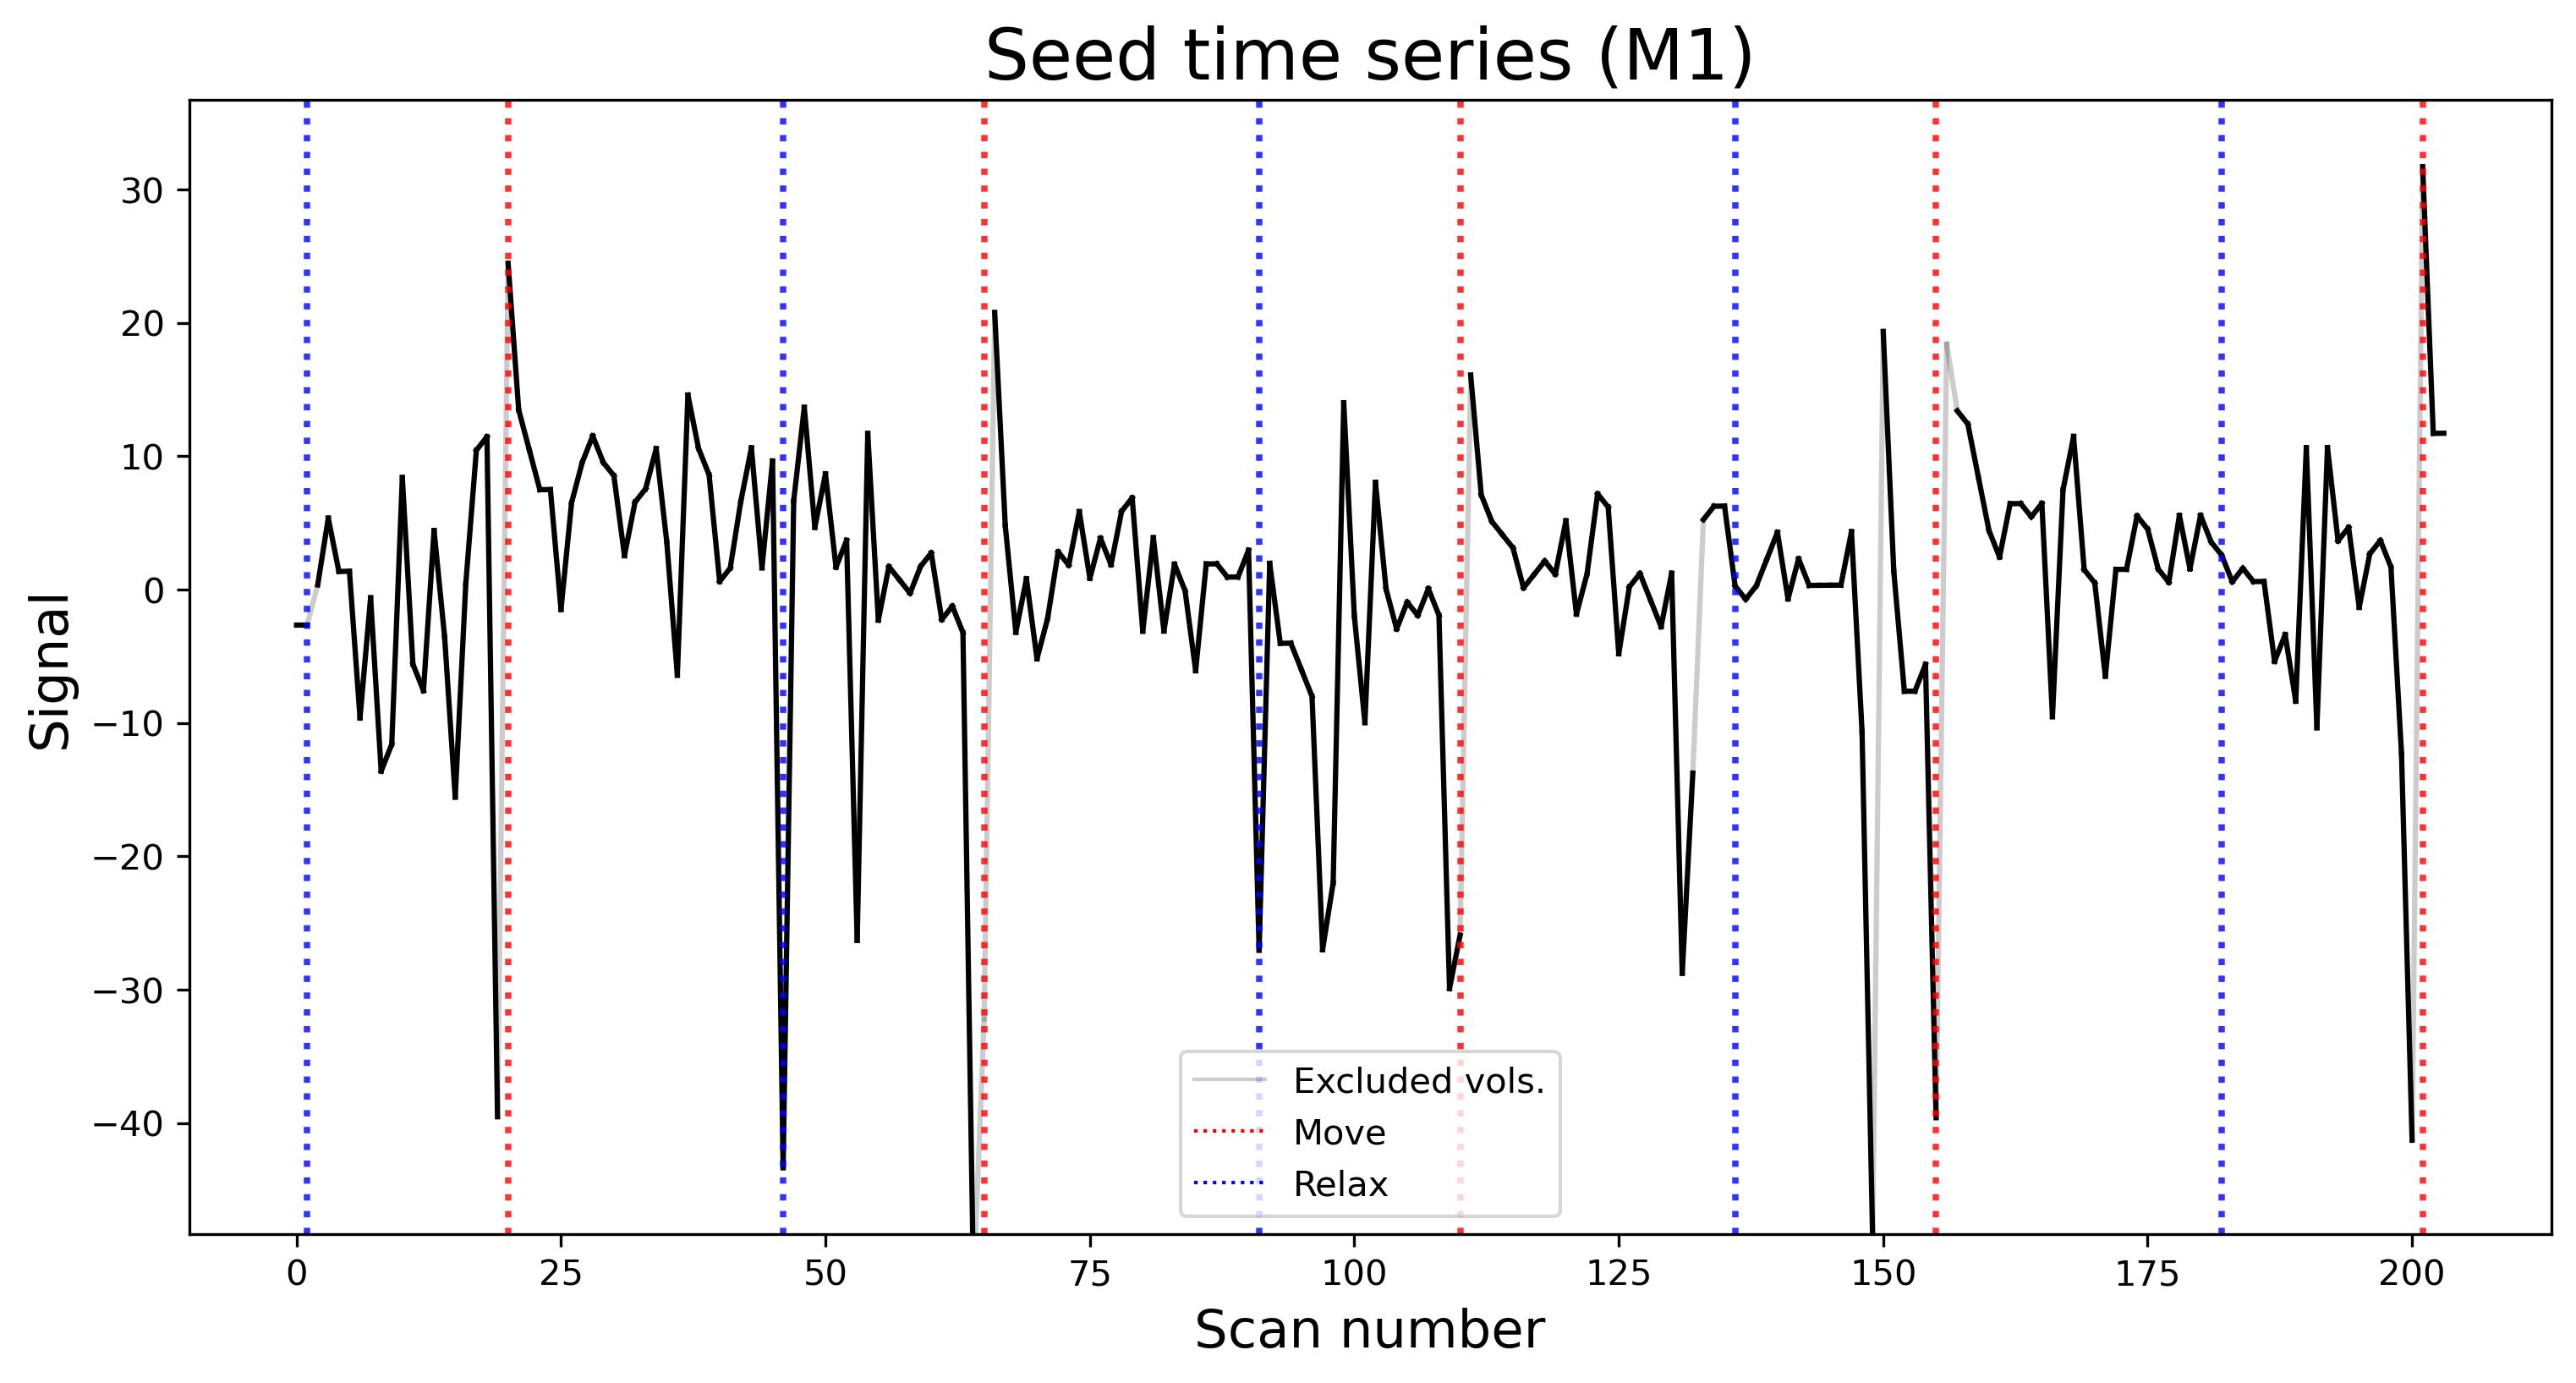 Seed time series (M1)
Signal
30
20
10
0
−10
−20
−30
−40
Excluded vols.
Move
Relax
0 25 50 75 100 125 150 175 200
Scan number